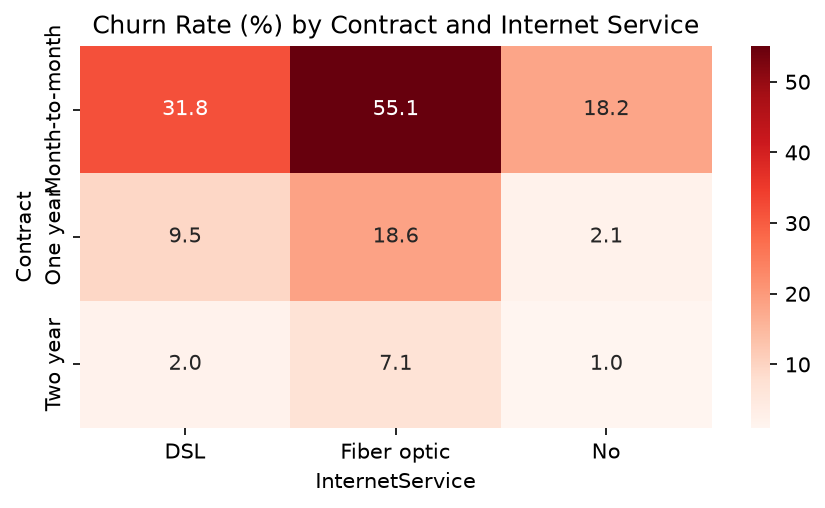 Churn Rate (%) by Contract and Internet Service
Contract
Month-to-month
31.8 55.1 18.2
One year
9.5 18.6 2.1
Two year
2.0 7.1 1.0
DSL Fiber optic No
InternetService
50
40
30
20
10